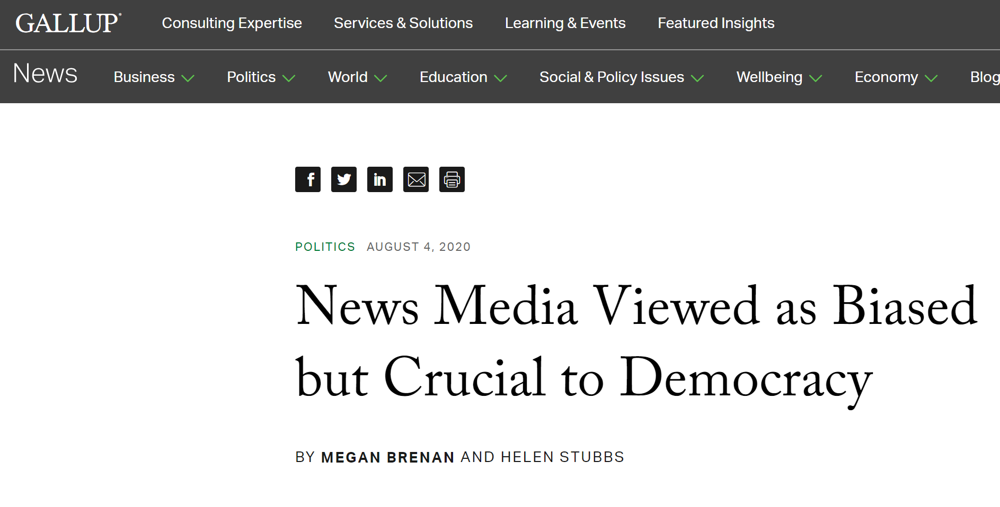 GALLUP® Consulting Expertise Services & Solutions Learning & Events Featured Insights
News Business Politics World Education Social & Policy Issues Wellbeing Economy Blog
POLITICS AUGUST 4, 2020
News Media Viewed as Biased
but Crucial to Democracy
BY MEGAN BRENAN AND HELEN STUBBS